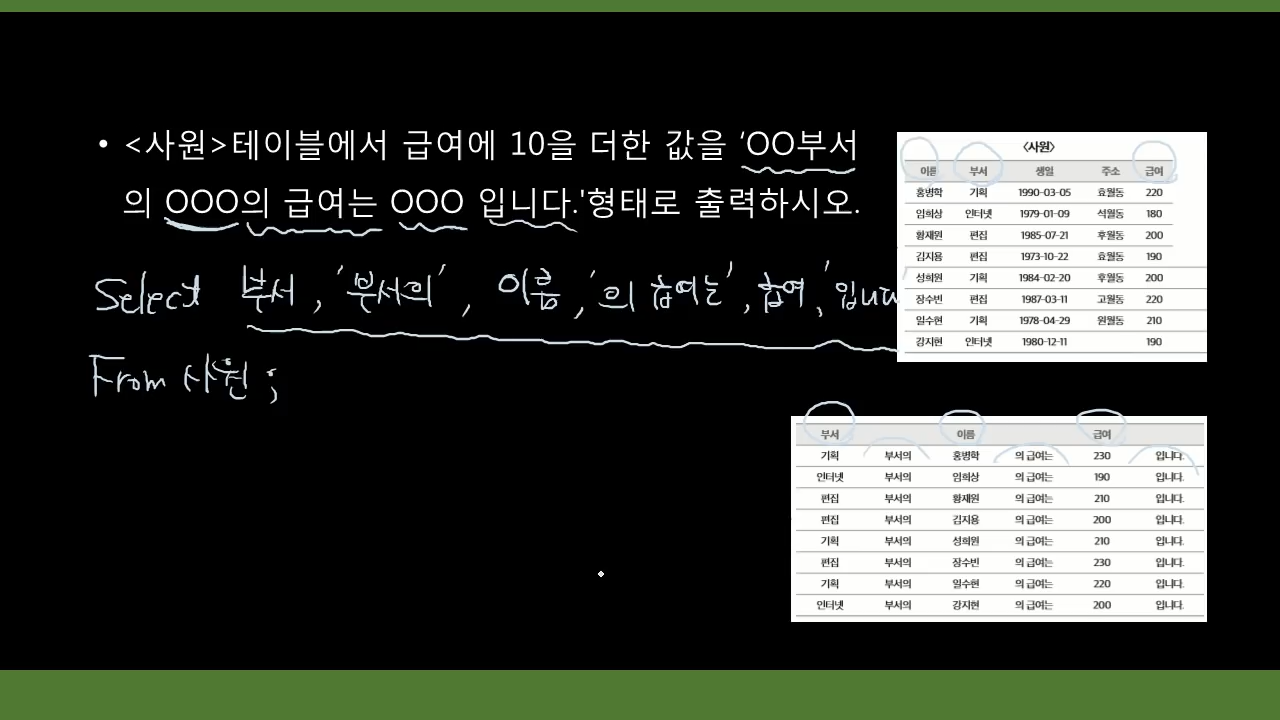 • <사원>테이블에서 급여에 10을 더한 값을 ‘OO부서
의 OOO의 급여는 OOO 입니다.'형태로 출력하시오.
Select 부서, '부서의', 이름, '의 급여는', 급여, '입니다
From 사원;
<사원>
이름 부서 생일 주소 급여
홍병학 기획 1990-03-05 효월동 220
임희상 인터넷 1979-01-09 석월동 180
황재원 편집 1985-07-21 후월동 200
김지용 편집 1973-10-22 효월동 190
성희원 기획 1984-02-20 후월동 200
장수빈 편집 1987-03-11 고월동 220
일수현 기획 1978-04-29 원월동 210
강지현 인터넷 1980-12-11 190
부서 이름 급여
기획 부서의 홍병학 의 급여는 230 입니다.
인터넷 부서의 임희상 의 급여는 190 입니다.
편집 부서의 황재원 의 급여는 210 입니다.
편집 부서의 김지용 의 급여는 200 입니다.
기획 부서의 성희원 의 급여는 210 입니다.
편집 부서의 장수빈 의 급여는 230 입니다.
기획 부서의 일수현 의 급여는 220 입니다.
인터넷 부서의 강지현 의 급여는 200 입니다.